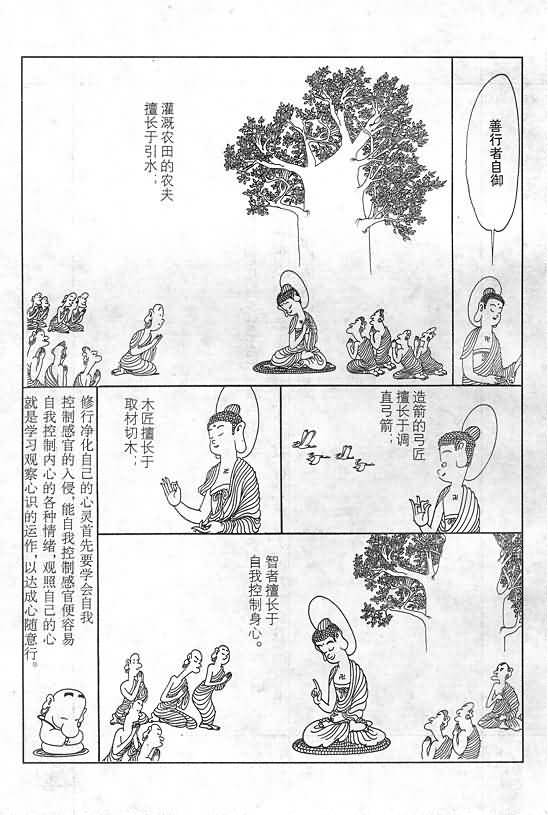 善行者自御
灌溉农田的农夫
擅长于引水；
造箭的弓匠
擅长于调
直弓箭；
木匠擅长于
取材切木；
智者擅长于
自我控制身心。
修行净化自己的心灵首先要学会自我
控制感官的入侵，能自我控制感官便容易
自我控制内心的各种情绪，观照自己的心
就是学习观察心识的运作，以达成心随意行。